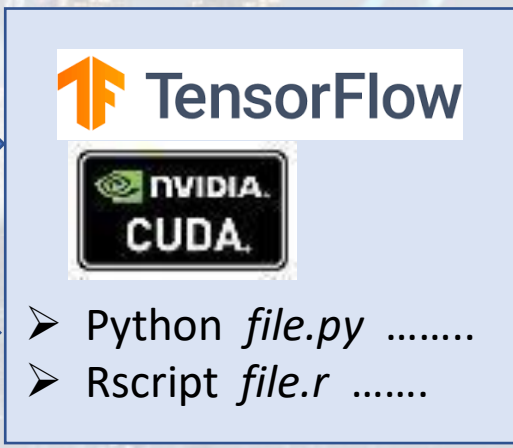 TensorFlow
NVIDIA.
CUDA.
➢ Python file.py ……..
➢ Rscript file.r …….